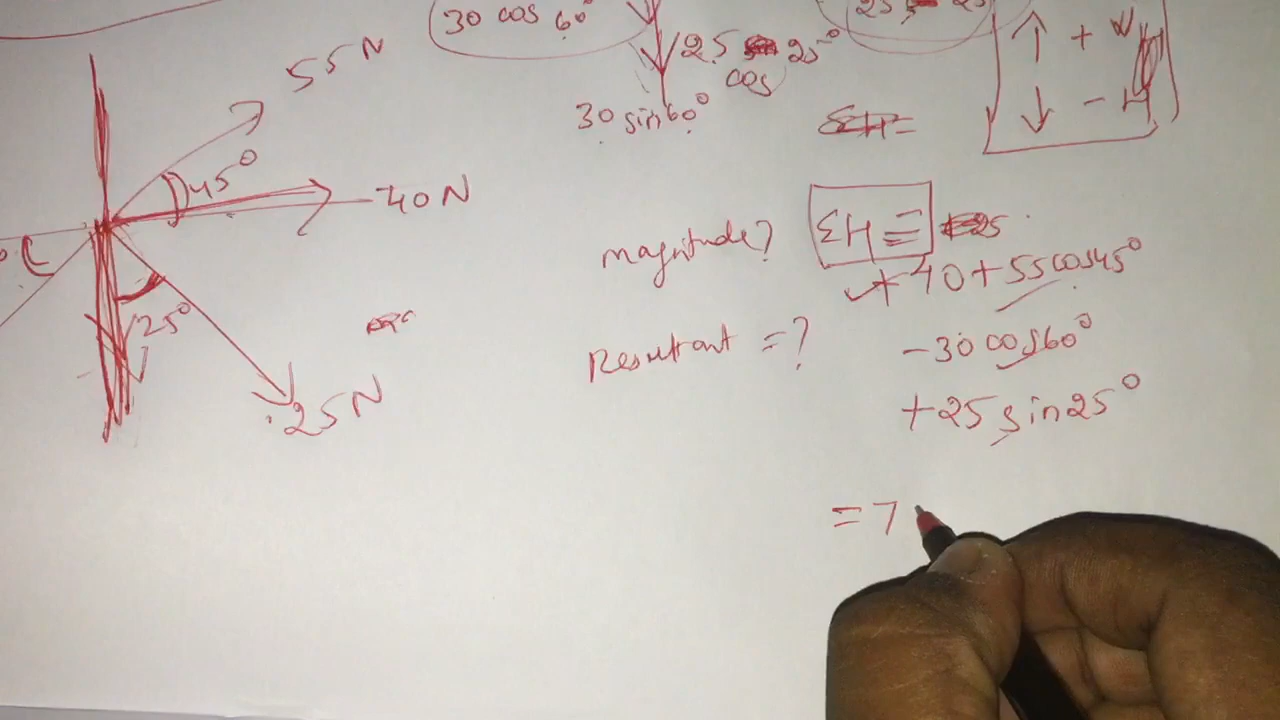 30 cos 60°
25 cos 25°
30 sin 60°
↑ +
↓ -
ΣH=
55 N
45°
40 N
25°
25 N
magnitude?
Resultant = ?
ΣH =
+ 40 + 55 cos 45°
- 30 cos 60°
+ 25 sin 25°
= 7